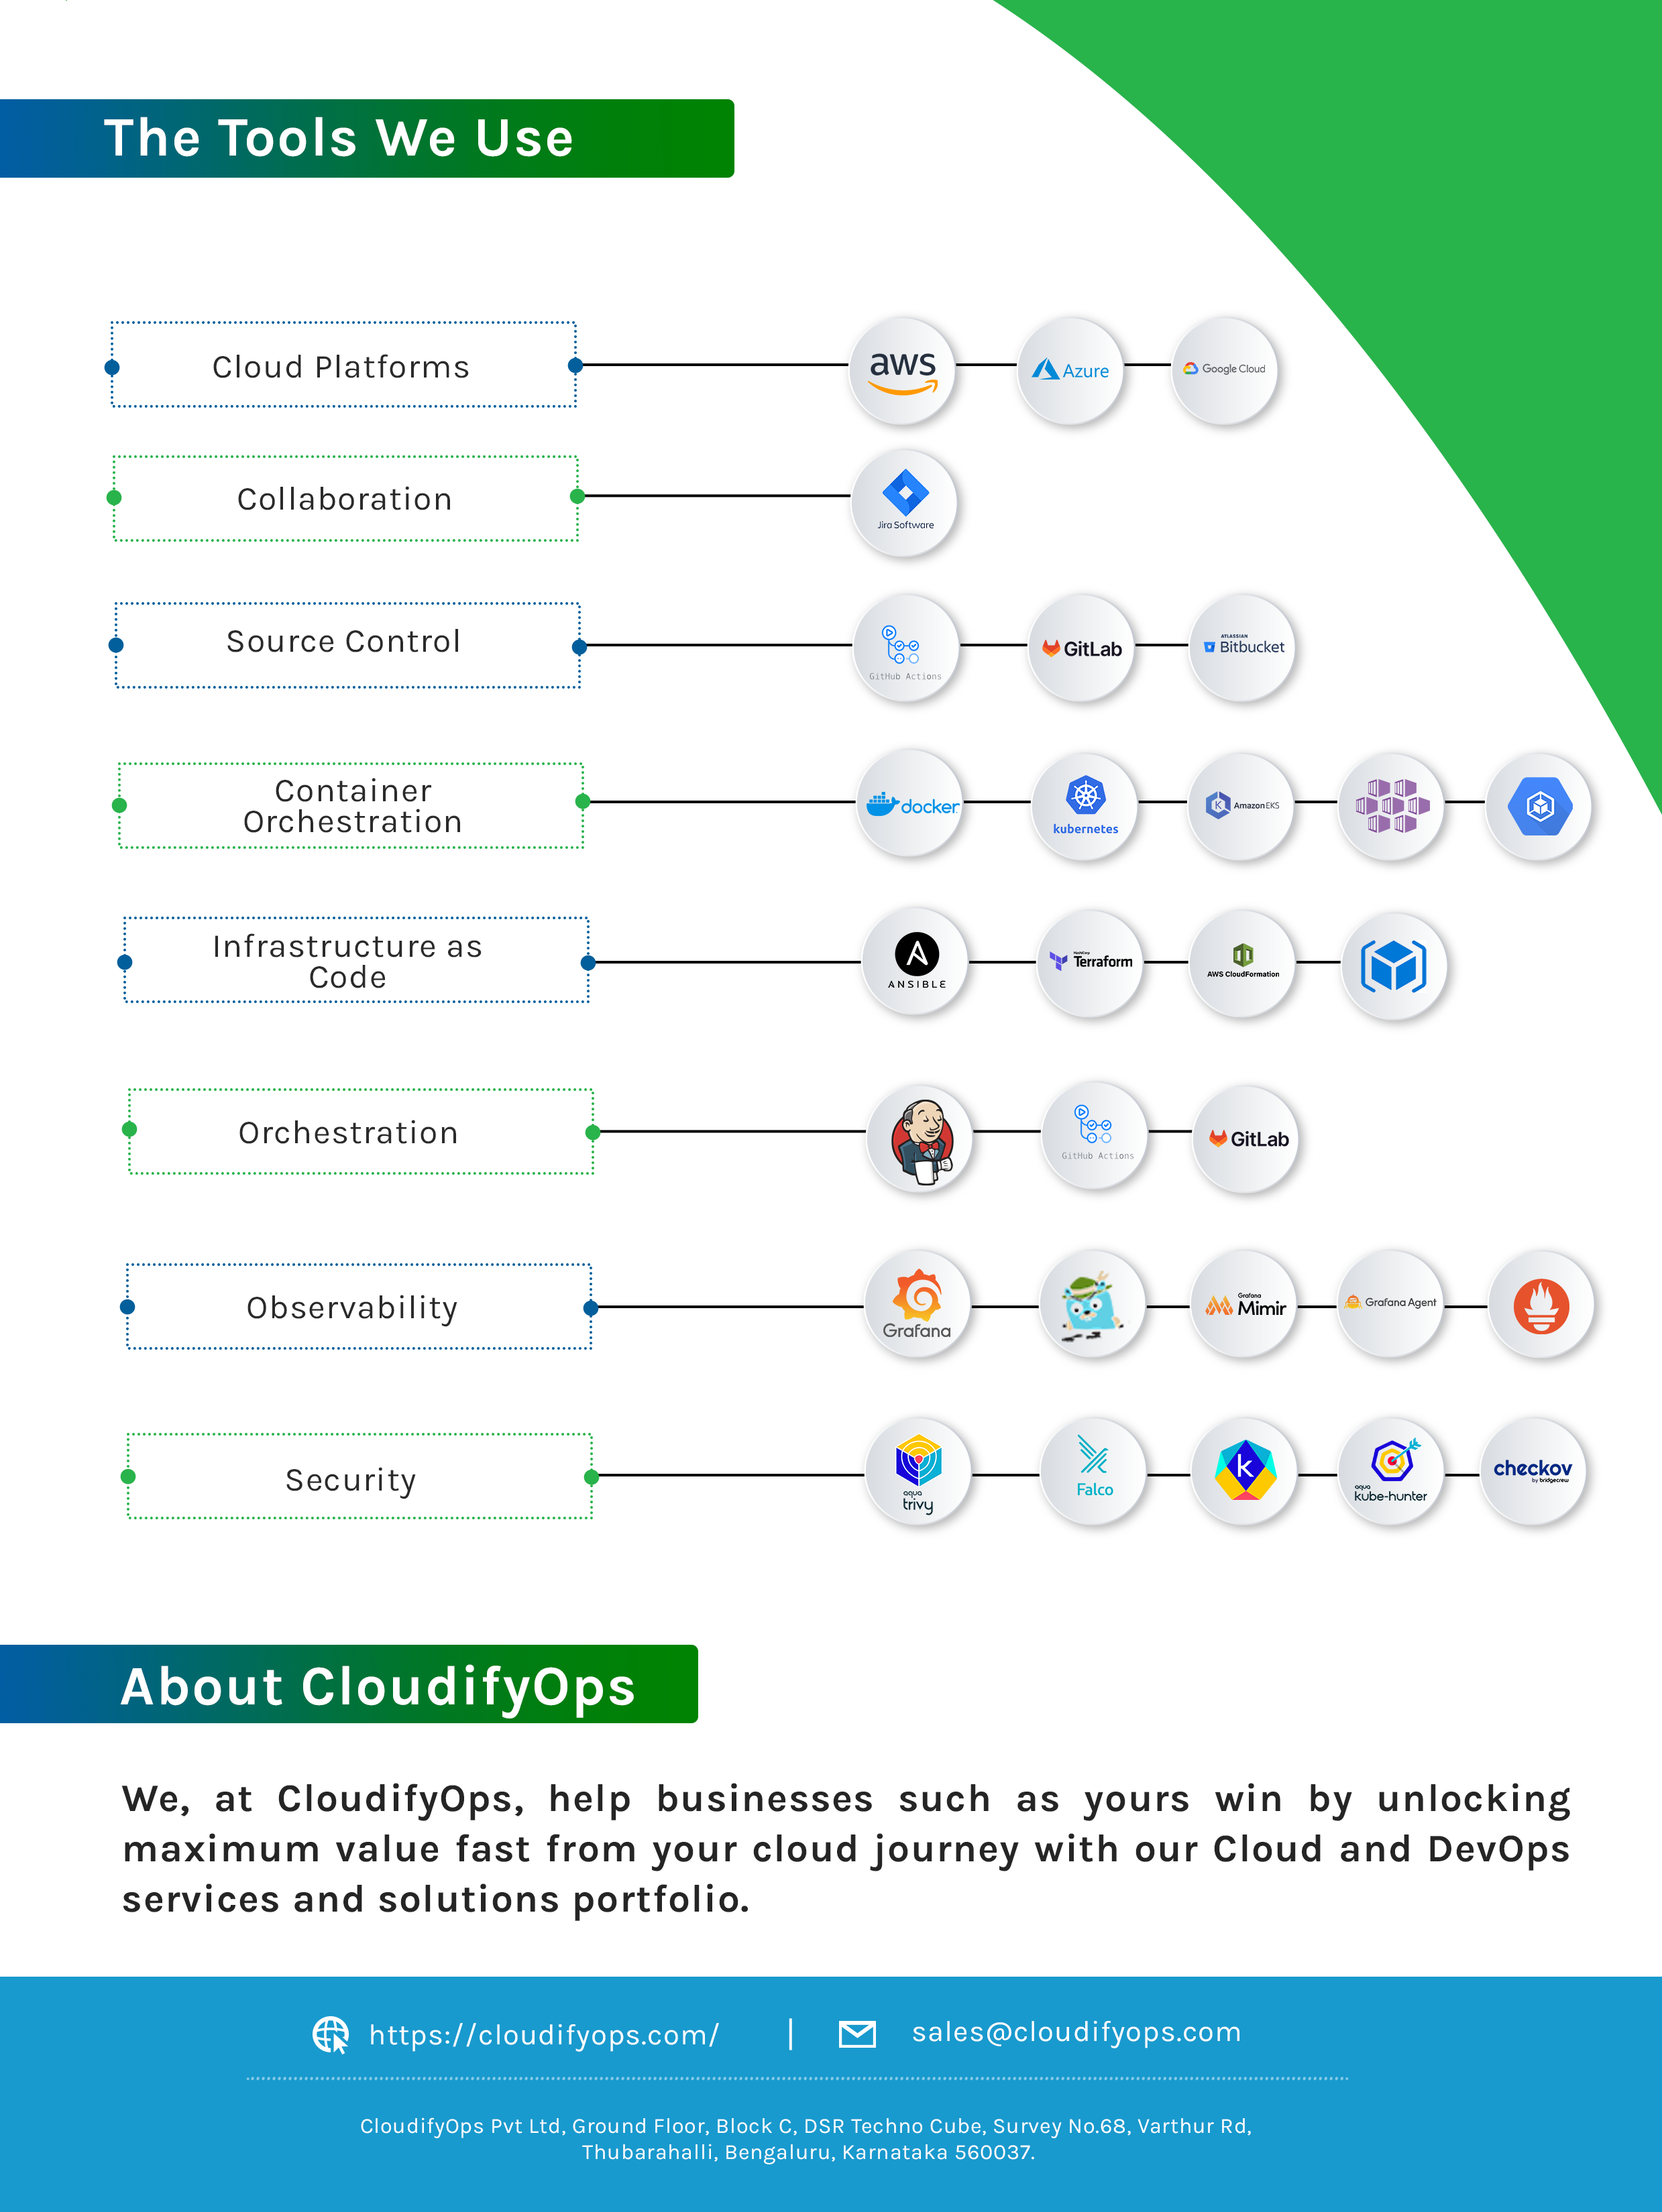 The Tools We Use
Cloud Platforms
aws
Azure
Google Cloud
Collaboration
Jira Software
Source Control
GitHub Actions
GitLab
ATLASSIAN
Bitbucket
Container
Orchestration
docker
kubernetes
Amazon EKS
Infrastructure as
Code
ANSIBLE
HashiCorp
Terraform
AWS CloudFormation
Orchestration
GitHub Actions
GitLab
Observability
Grafana
Grafana
Mimir
Grafana Agent
Security
aqua
trivy
Falco
k
aqua
kube-hunter
checkov
by bridgecrew
About CloudifyOps
We, at CloudifyOps, help businesses such as yours win by unlocking
maximum value fast from your cloud journey with our Cloud and DevOps
services and solutions portfolio.
https://cloudifyops.com/ | sales@cloudifyops.com
CloudifyOps Pvt Ltd, Ground Floor, Block C, DSR Techno Cube, Survey No.68, Varthur Rd,
Thubarahalli, Bengaluru, Karnataka 560037.